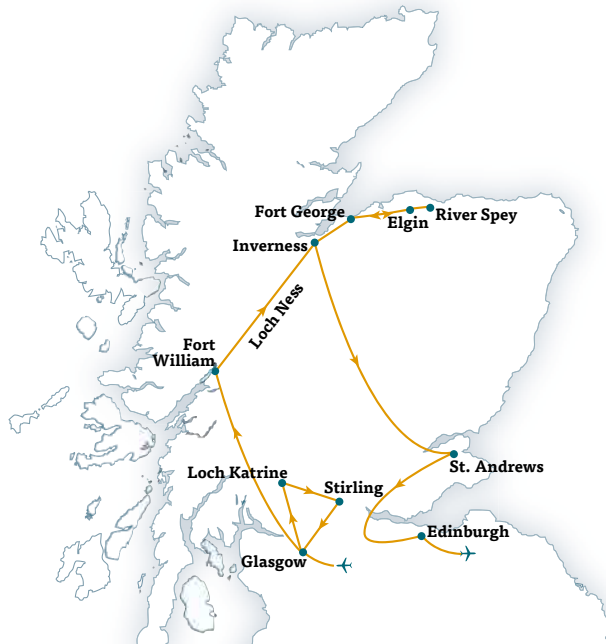 Fort George
Elgin
River Spey
Inverness
Loch Ness
Fort
William
St. Andrews
Loch Katrine
Stirling
Edinburgh
Glasgow